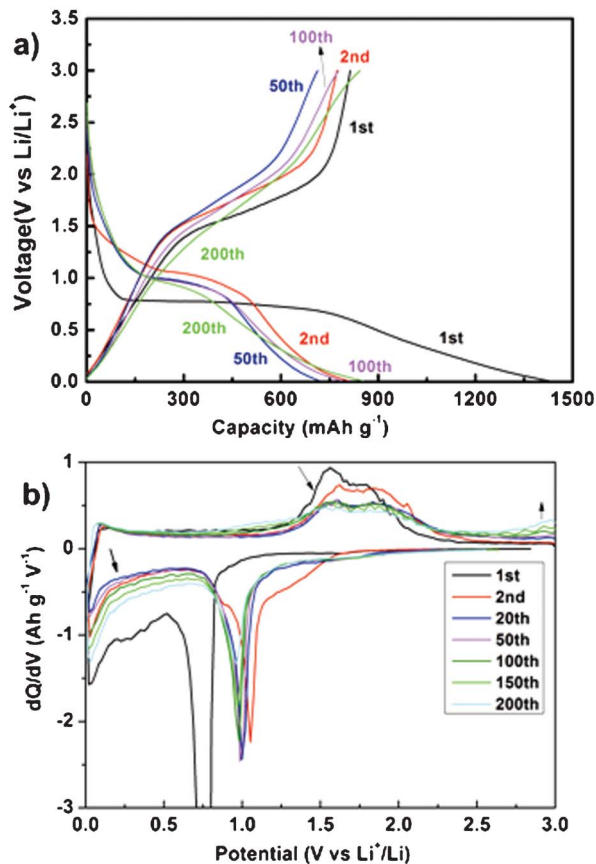 a)
Voltage(V vs Li/Li⁺)
3.5
3.0
2.5
2.0
1.5
1.0
0.5
0.0
100th
2nd
50th
1st
200th
200th
2nd
1st
50th
100th
0 300 600 900 1200 1500
Capacity (mAh g⁻¹)
b)
dQ/dV (Ah g⁻¹ V⁻¹)
1
0
-1
-2
-3
1st
2nd
20th
50th
100th
150th
200th
0.0 0.5 1.0 1.5 2.0 2.5 3.0
Potential (V vs Li⁺/Li)